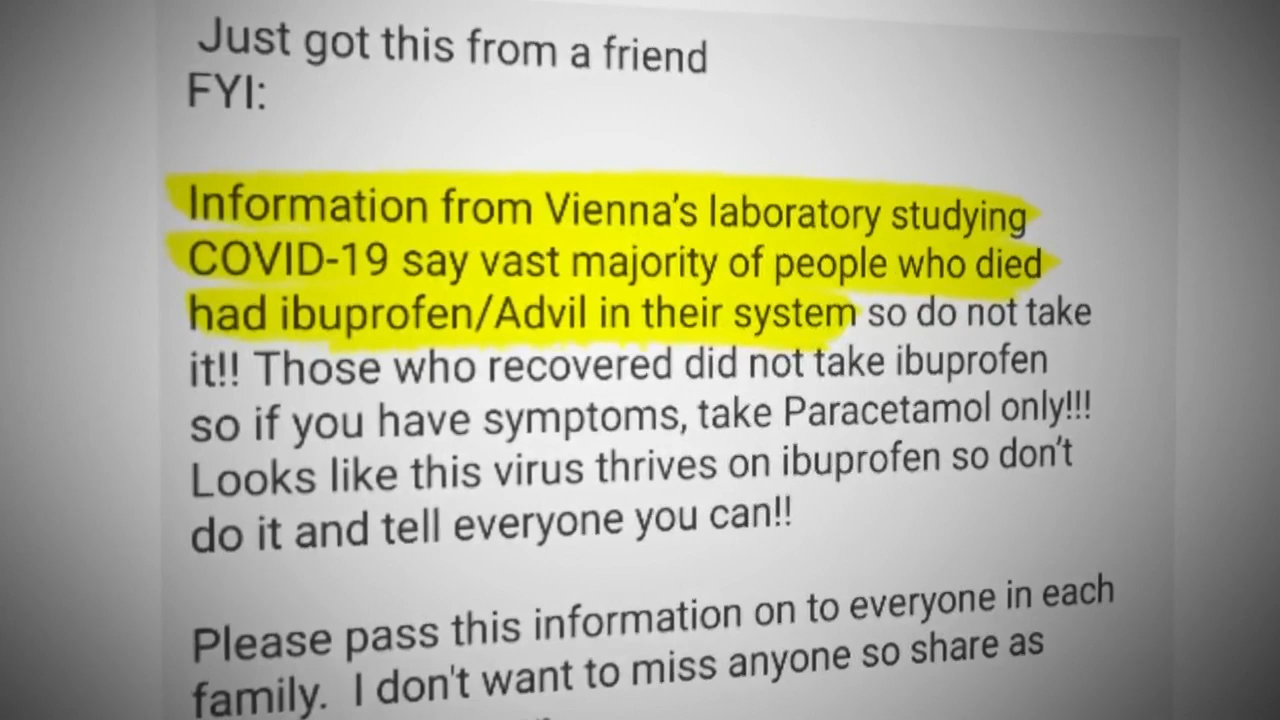 Just got this from a friend
FYI:
Information from Vienna's laboratory studying
COVID-19 say vast majority of people who died
had ibuprofen/Advil in their system so do not take
it!! Those who recovered did not take ibuprofen
so if you have symptoms, take Paracetamol only!!!
Looks like this virus thrives on ibuprofen so don't
do it and tell everyone you can!!
Please pass this information on to everyone in each
family. I don't want to miss anyone so share as